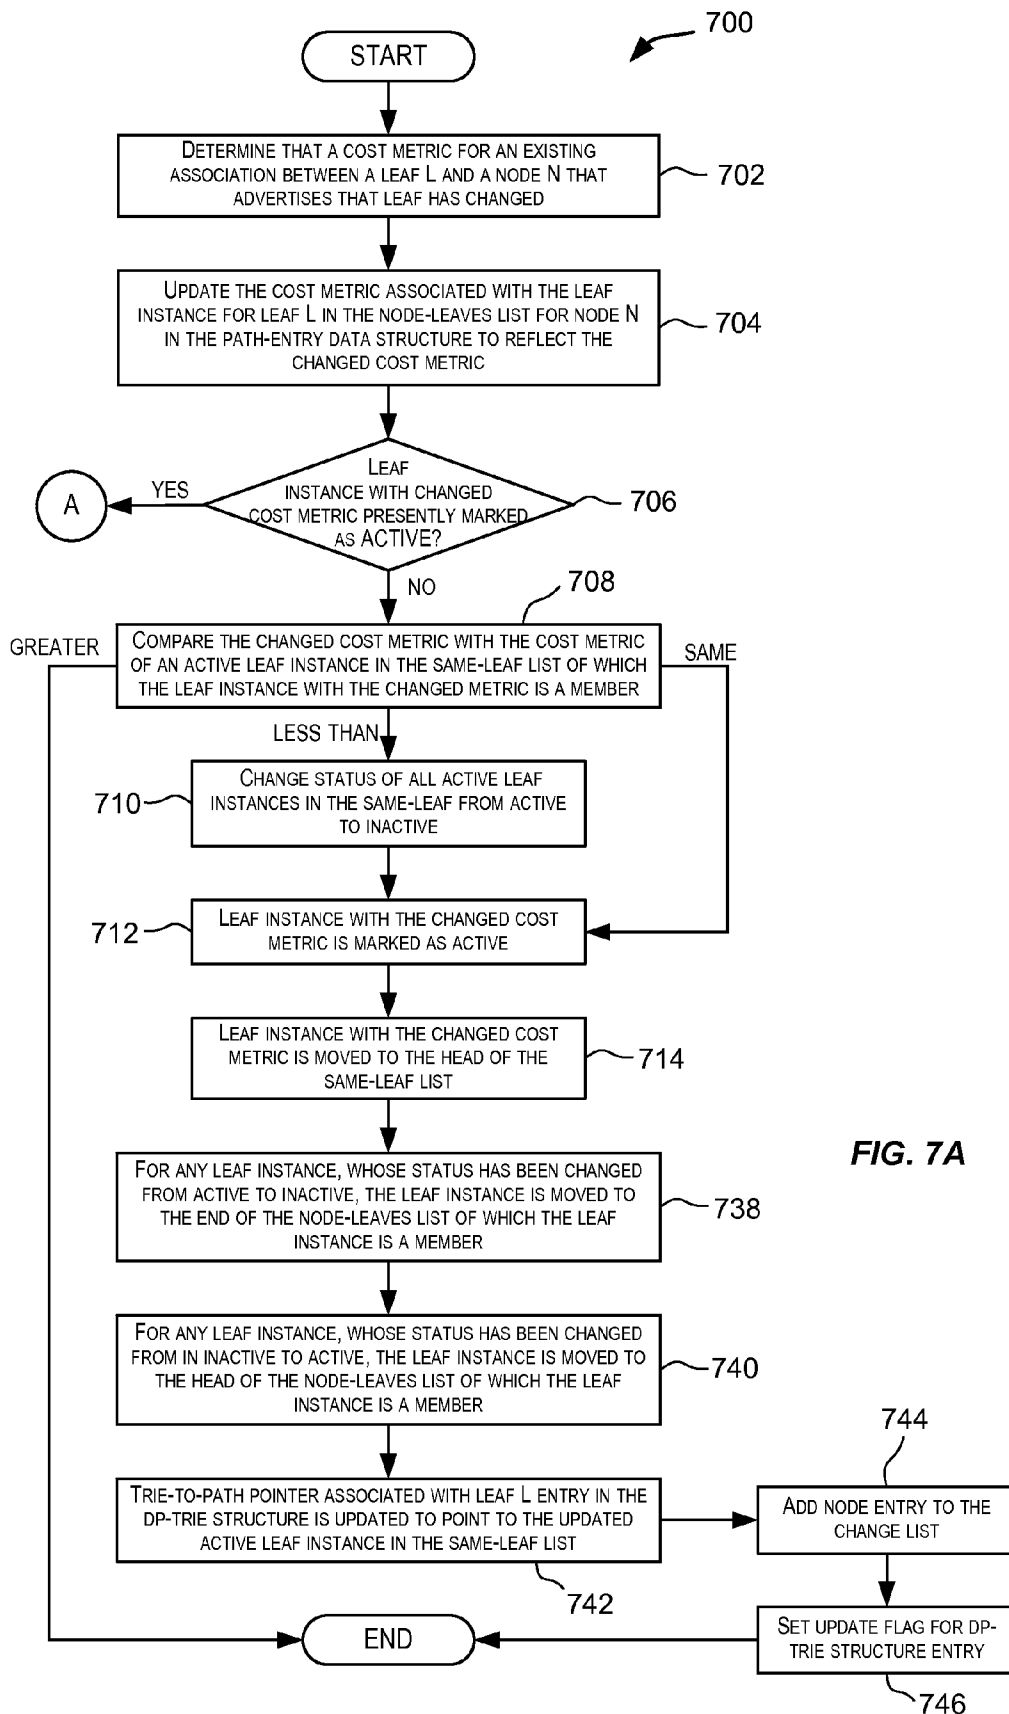 700
START
DETERMINE THAT A COST METRIC FOR AN EXISTING
ASSOCIATION BETWEEN A LEAF L AND A NODE N THAT
ADVERTISES THAT LEAF HAS CHANGED
702
UPDATE THE COST METRIC ASSOCIATED WITH THE LEAF
INSTANCE FOR LEAF L IN THE NODE-LEAVES LIST FOR NODE N
IN THE PATH-ENTRY DATA STRUCTURE TO REFLECT THE
CHANGED COST METRIC
704
LEAF
INSTANCE WITH CHANGED
COST METRIC PRESENTLY MARKED
AS ACTIVE?
706
YES
A
NO
708
GREATER
COMPARE THE CHANGED COST METRIC WITH THE COST METRIC
OF AN ACTIVE LEAF INSTANCE IN THE SAME-LEAF LIST OF WHICH
THE LEAF INSTANCE WITH THE CHANGED METRIC IS A MEMBER
SAME
LESS THAN
CHANGE STATUS OF ALL ACTIVE LEAF
INSTANCES IN THE SAME-LEAF FROM ACTIVE
TO INACTIVE
710
LEAF INSTANCE WITH THE CHANGED COST
METRIC IS MARKED AS ACTIVE
712
LEAF INSTANCE WITH THE CHANGED COST
METRIC IS MOVED TO THE HEAD OF THE
SAME-LEAF LIST
714
FIG. 7A
FOR ANY LEAF INSTANCE, WHOSE STATUS HAS BEEN CHANGED
FROM ACTIVE TO INACTIVE, THE LEAF INSTANCE IS MOVED TO
THE END OF THE NODE-LEAVES LIST OF WHICH THE LEAF
INSTANCE IS A MEMBER
738
FOR ANY LEAF INSTANCE, WHOSE STATUS HAS BEEN CHANGED
FROM IN INACTIVE TO ACTIVE, THE LEAF INSTANCE IS MOVED TO
THE HEAD OF THE NODE-LEAVES LIST OF WHICH THE LEAF
INSTANCE IS A MEMBER
740
TRIE-TO-PATH POINTER ASSOCIATED WITH LEAF L ENTRY IN THE
DP-TRIE STRUCTURE IS UPDATED TO POINT TO THE UPDATED
ACTIVE LEAF INSTANCE IN THE SAME-LEAF LIST
742
744
ADD NODE ENTRY TO THE
CHANGE LIST
SET UPDATE FLAG FOR DP-
TRIE STRUCTURE ENTRY
746
END